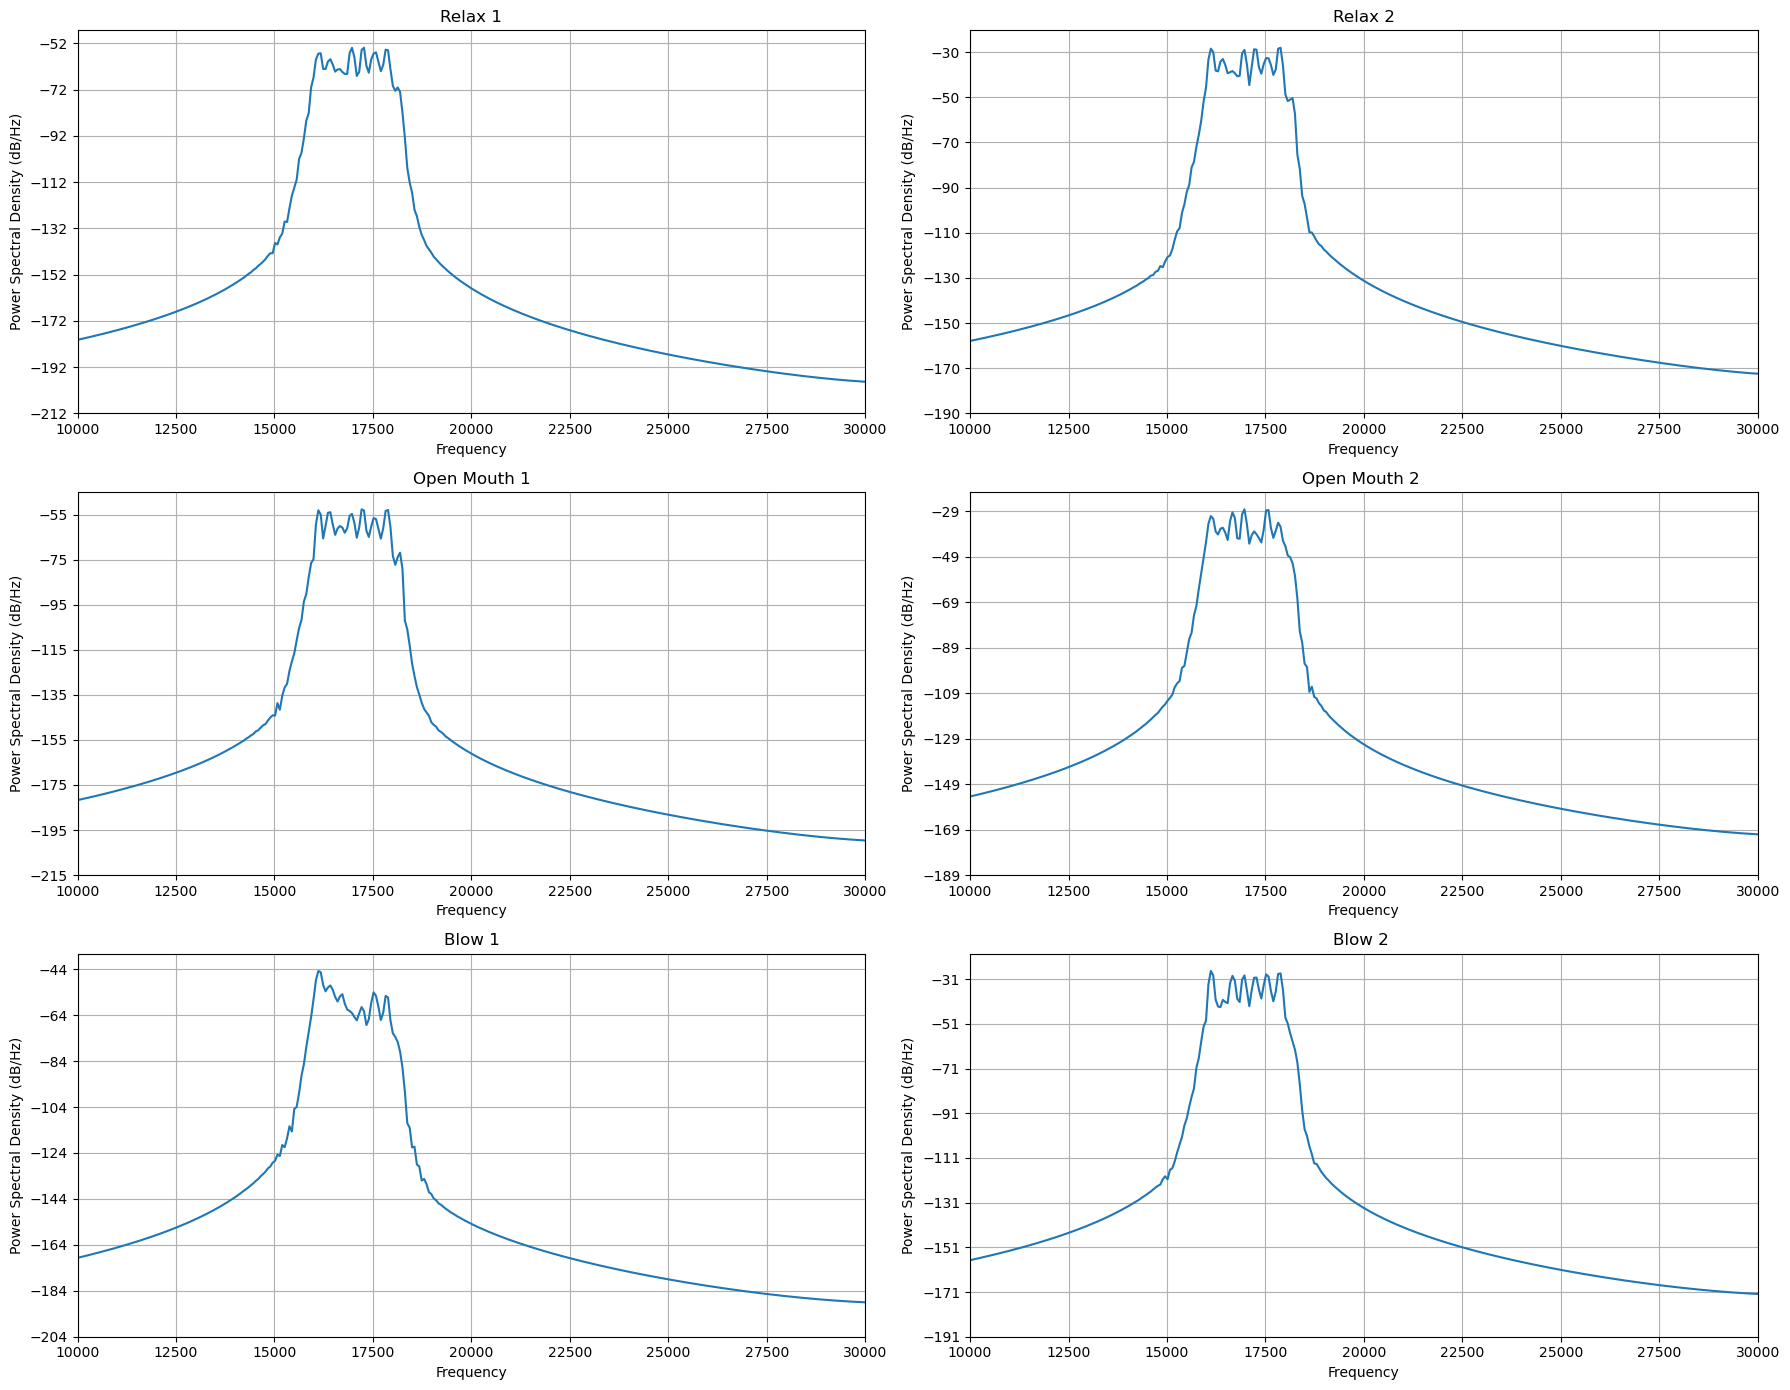 Relax 1
Power Spectral Density (dB/Hz)
−52
−72
−92
−112
−132
−152
−172
−192
−212
10000 12500 15000 17500 20000 22500 25000 27500 30000
Frequency
Relax 2
Power Spectral Density (dB/Hz)
−30
−50
−70
−90
−110
−130
−150
−170
−190
10000 12500 15000 17500 20000 22500 25000 27500 30000
Frequency
Open Mouth 1
Power Spectral Density (dB/Hz)
−55
−75
−95
−115
−135
−155
−175
−195
−215
10000 12500 15000 17500 20000 22500 25000 27500 30000
Frequency
Open Mouth 2
Power Spectral Density (dB/Hz)
−29
−49
−69
−89
−109
−129
−149
−169
−189
10000 12500 15000 17500 20000 22500 25000 27500 30000
Frequency
Blow 1
Power Spectral Density (dB/Hz)
−44
−64
−84
−104
−124
−144
−164
−184
−204
10000 12500 15000 17500 20000 22500 25000 27500 30000
Frequency
Blow 2
Power Spectral Density (dB/Hz)
−31
−51
−71
−91
−111
−131
−151
−171
−191
10000 12500 15000 17500 20000 22500 25000 27500 30000
Frequency